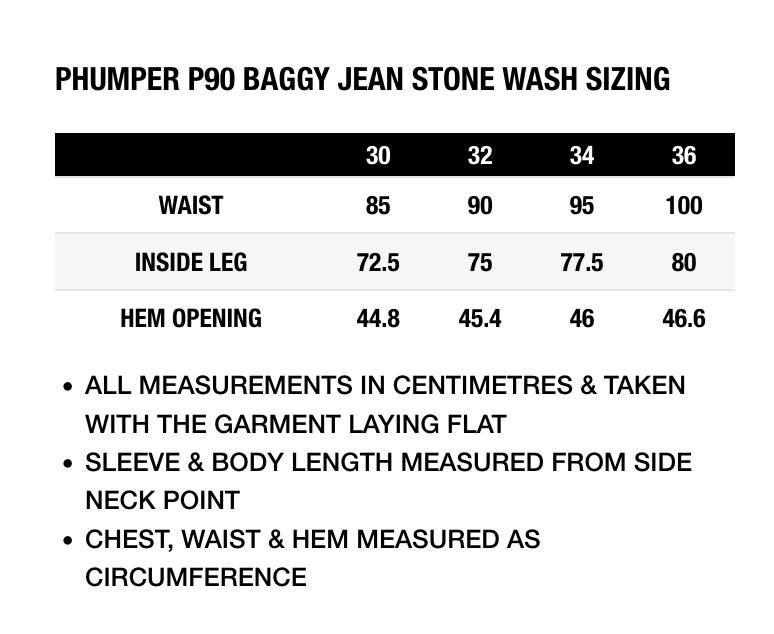 PHUMPER P90 BAGGY JEAN STONE WASH SIZING
30 32 34 36
WAIST 85 90 95 100
INSIDE LEG 72.5 75 77.5 80
HEM OPENING 44.8 45.4 46 46.6
• ALL MEASUREMENTS IN CENTIMETRES & TAKEN
WITH THE GARMENT LAYING FLAT
• SLEEVE & BODY LENGTH MEASURED FROM SIDE
NECK POINT
• CHEST, WAIST & HEM MEASURED AS
CIRCUMFERENCE